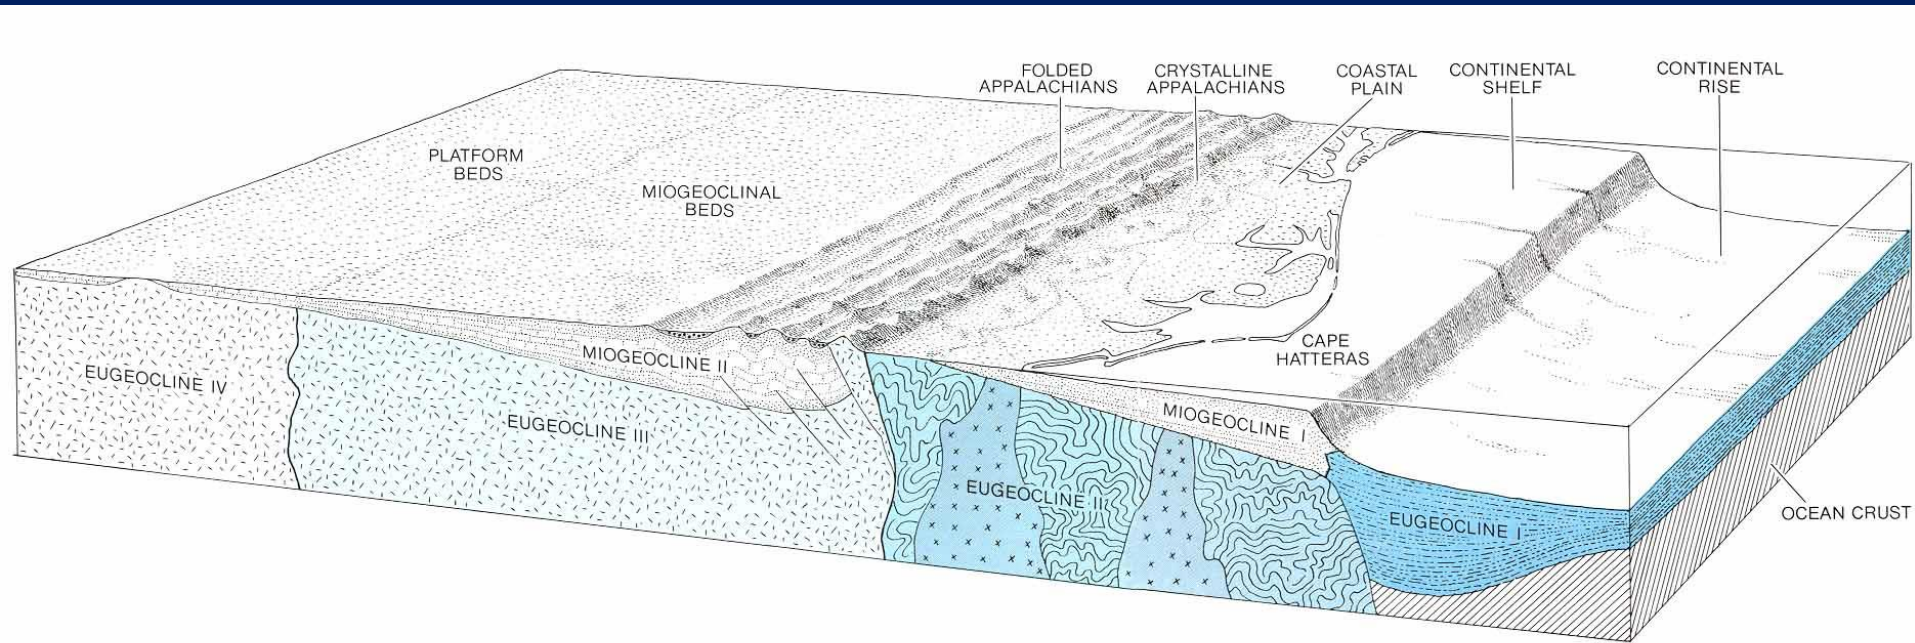 FOLDED
APPALACHIANS
CRYSTALLINE
APPALACHIANS
COASTAL
PLAIN
CONTINENTAL
SHELF
CONTINENTAL
RISE
PLATFORM
BEDS
MIOGEOCLINAL
BEDS
CAPE
HATTERAS
MIOGEOCLINE II
EUGEOCLINE IV
EUGEOCLINE III
MIOGEOCLINE I
EUGEOCLINE II
EUGEOCLINE I
OCEAN CRUST